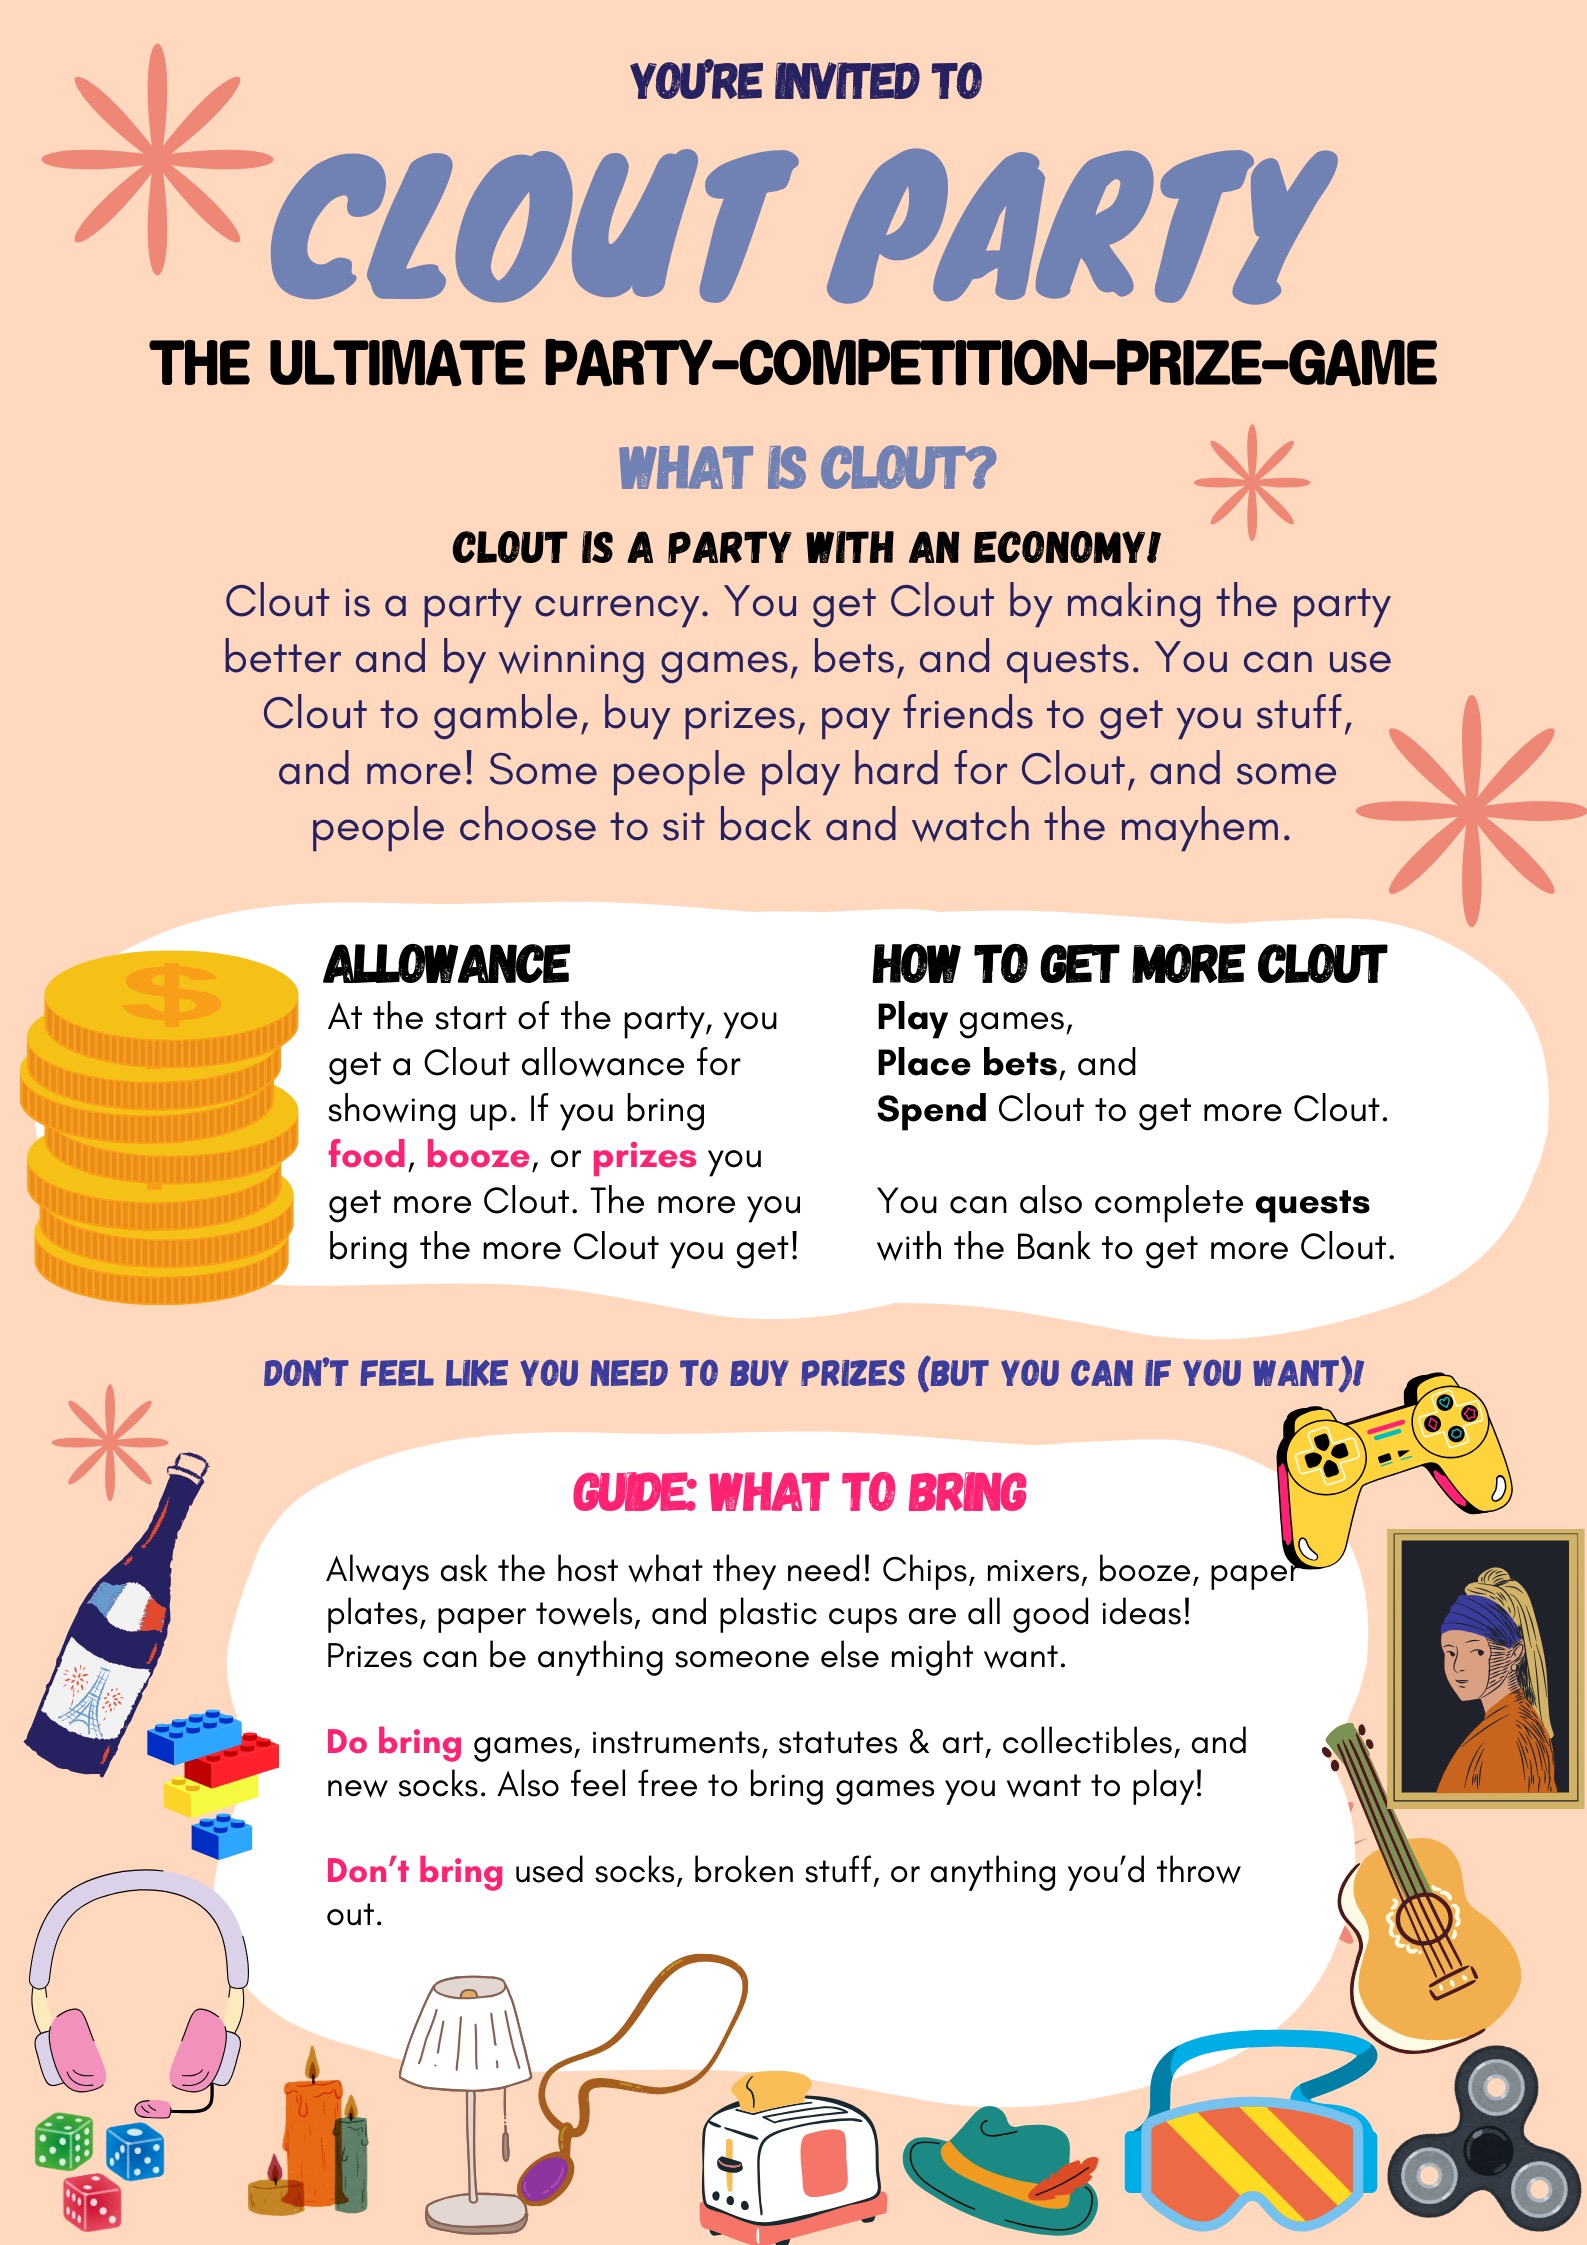 YOU'RE INVITED TO
CLOUT PARTY
THE ULTIMATE PARTY-COMPETITION-PRIZE-GAME
WHAT IS CLOUT?
CLOUT IS A PARTY WITH AN ECONOMY!
Clout is a party currency. You get Clout by making the party
better and by winning games, bets, and quests. You can use
Clout to gamble, buy prizes, pay friends to get you stuff,
and more! Some people play hard for Clout, and some
people choose to sit back and watch the mayhem.
$
ALLOWANCE
At the start of the party, you
get a Clout allowance for
showing up. If you bring
food, booze, or prizes you
get more Clout. The more you
bring the more Clout you get!
HOW TO GET MORE CLOUT
Play games,
Place bets, and
Spend Clout to get more Clout.
You can also complete quests
with the Bank to get more Clout.
DON'T FEEL LIKE YOU NEED TO BUY PRIZES (BUT YOU CAN IF YOU WANT)!
GUIDE: WHAT TO BRING
Always ask the host what they need! Chips, mixers, booze, paper
plates, paper towels, and plastic cups are all good ideas!
Prizes can be anything someone else might want.
Do bring games, instruments, statutes & art, collectibles, and
new socks. Also feel free to bring games you want to play!
Don't bring used socks, broken stuff, or anything you'd throw
out.